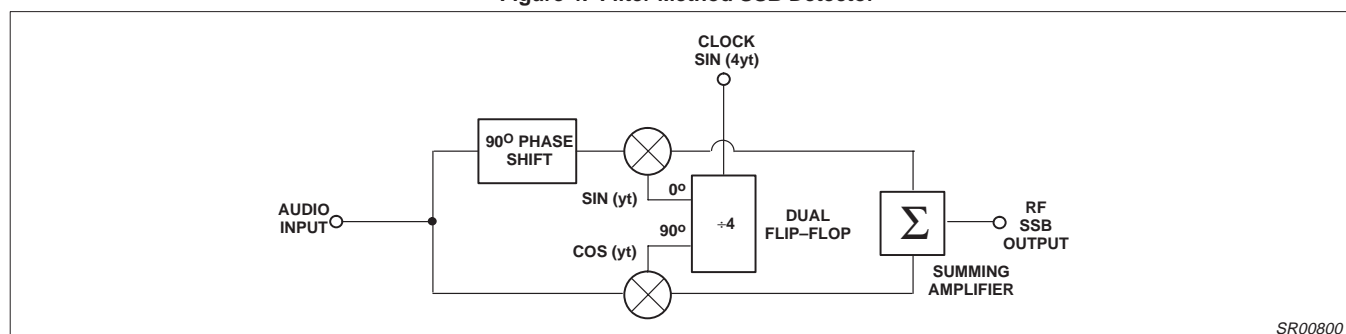 Figure 4. Filter Method SSB Detector
CLOCK
SIN (4yt)
90O PHASE
SHIFT
SIN (yt)
0o
AUDIO
INPUT
÷4
DUAL
FLIP–FLOP
90o
COS (yt)
Σ
RF
SSB
OUTPUT
SUMMING
AMPLIFIER
SR00800